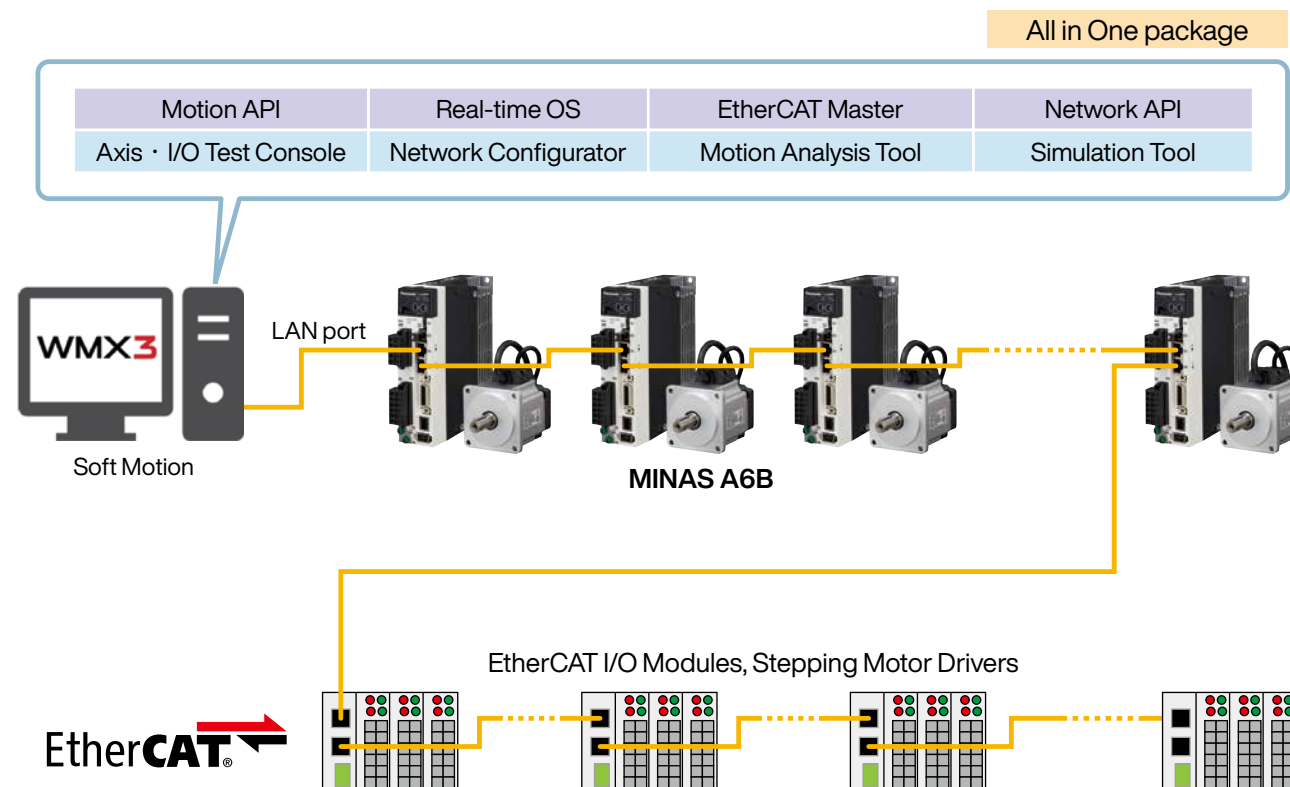 All in One package
Motion API Real-time OS EtherCAT Master Network API
Axis・I/O Test Console Network Configurator Motion Analysis Tool Simulation Tool
LAN port
WMX3
Soft Motion
MINAS A6B
EtherCAT I/O Modules, Stepping Motor Drivers
EtherCAT®